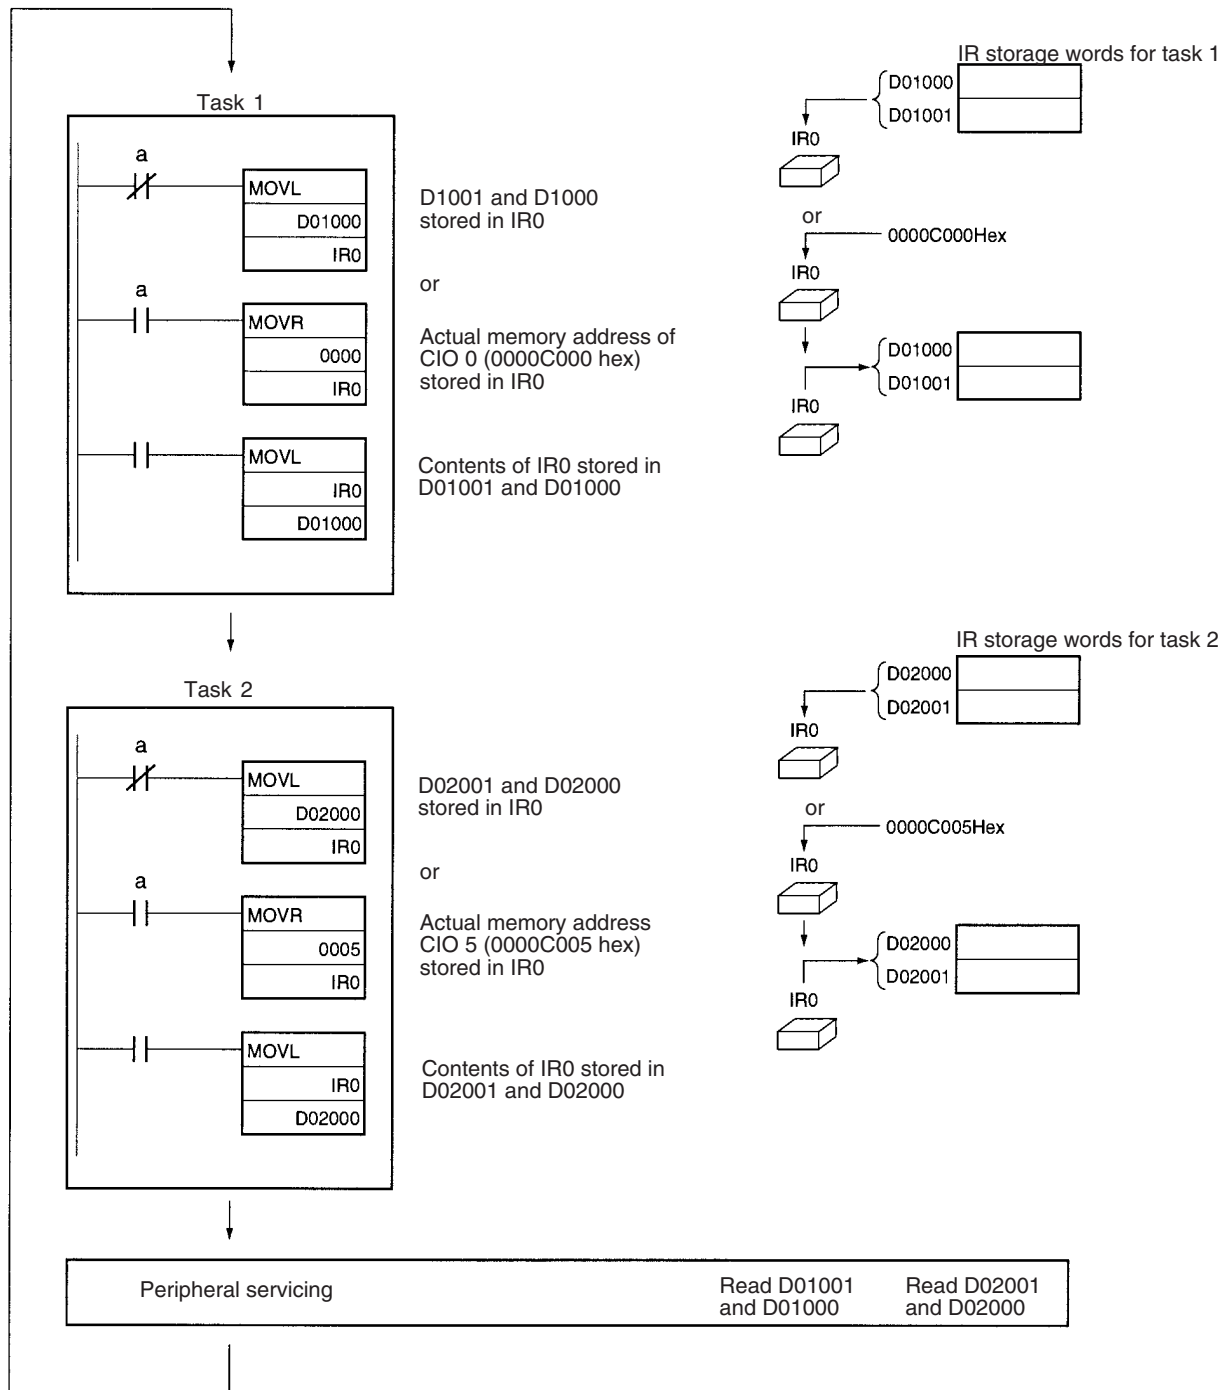 Task 1
a
MOVL
D01000
IR0
D1001 and D1000
stored in IR0
or
a
MOVR
0000
IR0
Actual memory address of
CIO 0 (0000C000 hex)
stored in IR0
MOVL
IR0
D01000
Contents of IR0 stored in
D01001 and D01000
IR storage words for task 1
D01000
D01001
IR0
or
0000C000Hex
IR0
D01000
D01001
IR0
Task 2
a
MOVL
D02000
IR0
D02001 and D02000
stored in IR0
or
a
MOVR
0005
IR0
Actual memory address
CIO 5 (0000C005 hex)
stored in IR0
MOVL
IR0
D02000
Contents of IR0 stored in
D02001 and D02000
IR storage words for task 2
D02000
D02001
IR0
or
0000C005Hex
IR0
D02000
D02001
IR0
Peripheral servicing
Read D01001
and D01000
Read D02001
and D02000